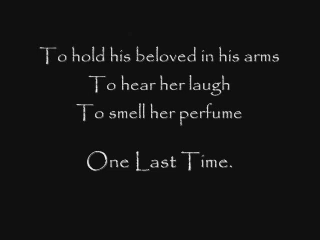 To hold his beloved in his arms
To hear her laugh
To smell her perfume
One Last Time.